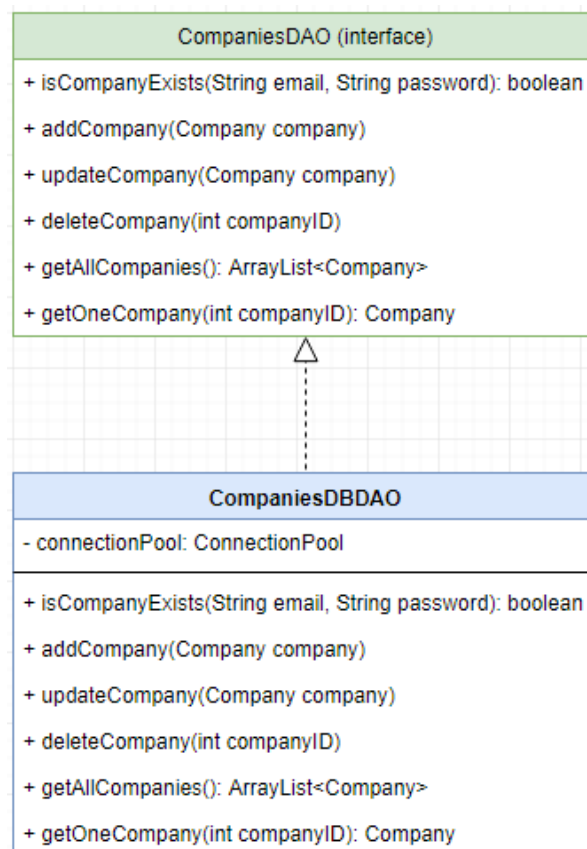 CompaniesDAO (interface)
+ isCompanyExists(String email, String password): boolean
+ addCompany(Company company)
+ updateCompany(Company company)
+ deleteCompany(int companyID)
+ getAllCompanies(): ArrayList<Company>
+ getOneCompany(int companyID): Company
CompaniesDBDAO
- connectionPool: ConnectionPool
+ isCompanyExists(String email, String password): boolean
+ addCompany(Company company)
+ updateCompany(Company company)
+ deleteCompany(int companyID)
+ getAllCompanies(): ArrayList<Company>
+ getOneCompany(int companyID): Company